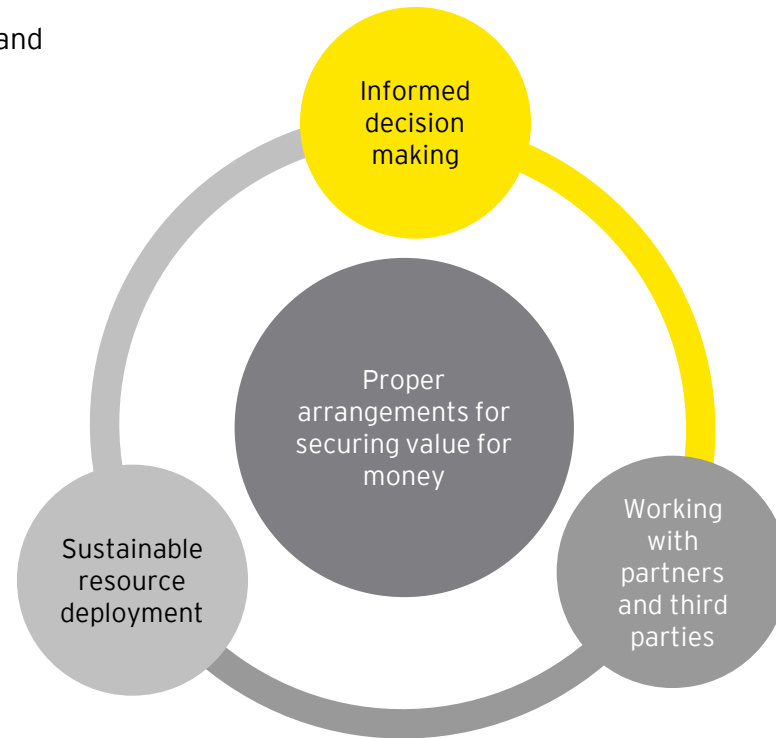 and
Informed
decision
making
Proper
arrangements for
securing value for
money
Sustainable
resource
deployment
Working
with
partners
and third
parties